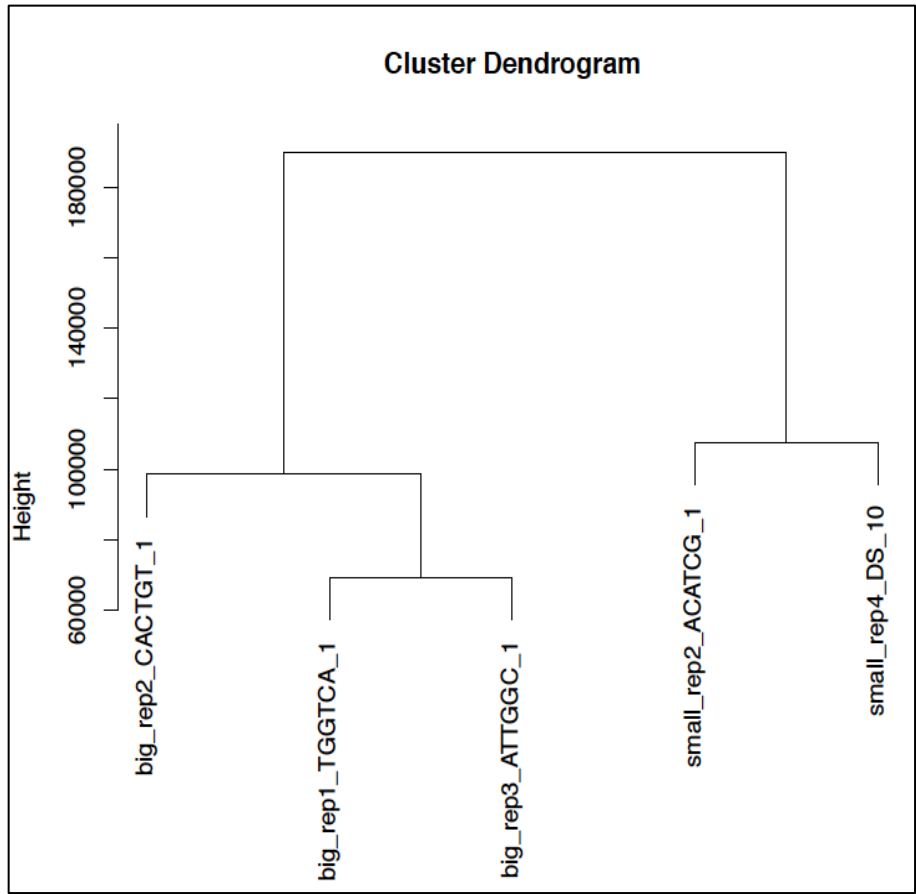 Cluster Dendrogram
Height
180000
140000
100000
60000
big_rep2_CACTGT_1
big_rep1_TGGTCA_1
big_rep3_ATTGGC_1
small_rep2_ACATCG_1
small_rep4_DS_10